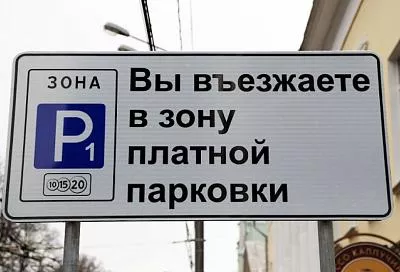 ЗОНА
P1
10 15 20
Вы въезжаете
в зону
платной
парковки